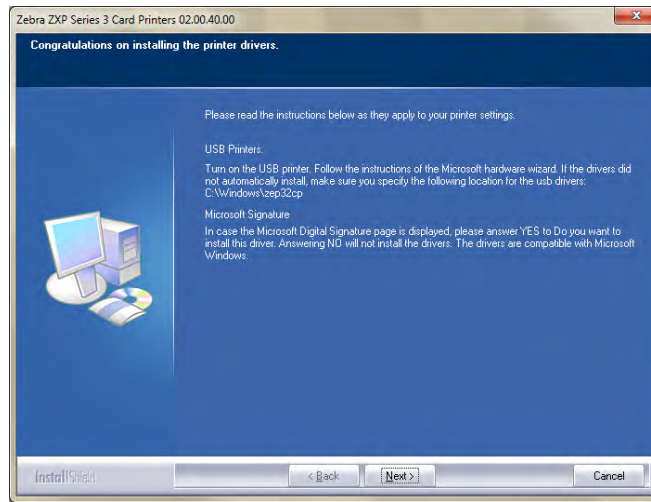 Zebra ZXP Series 3 Card Printers 02.00.40.00
Congratulations on installing the printer drivers.
Please read the instructions below as they apply to your printer settings.
USB Printers.
Turn on the USB printer. Follow the instructions of the Microsoft hardware wizard. If the drivers did
not automatically install, make sure you specify the following location for the usb drivers:
C:\Windows\zep32cp
Microsoft Signature
In case the Microsoft Digital Signature page is displayed, please answer YES to Do you want to
install this driver. Answering NO will not install the drivers. The drivers are compatible with Microsoft
Windows.
InstallShield
< Back
Next >
Cancel